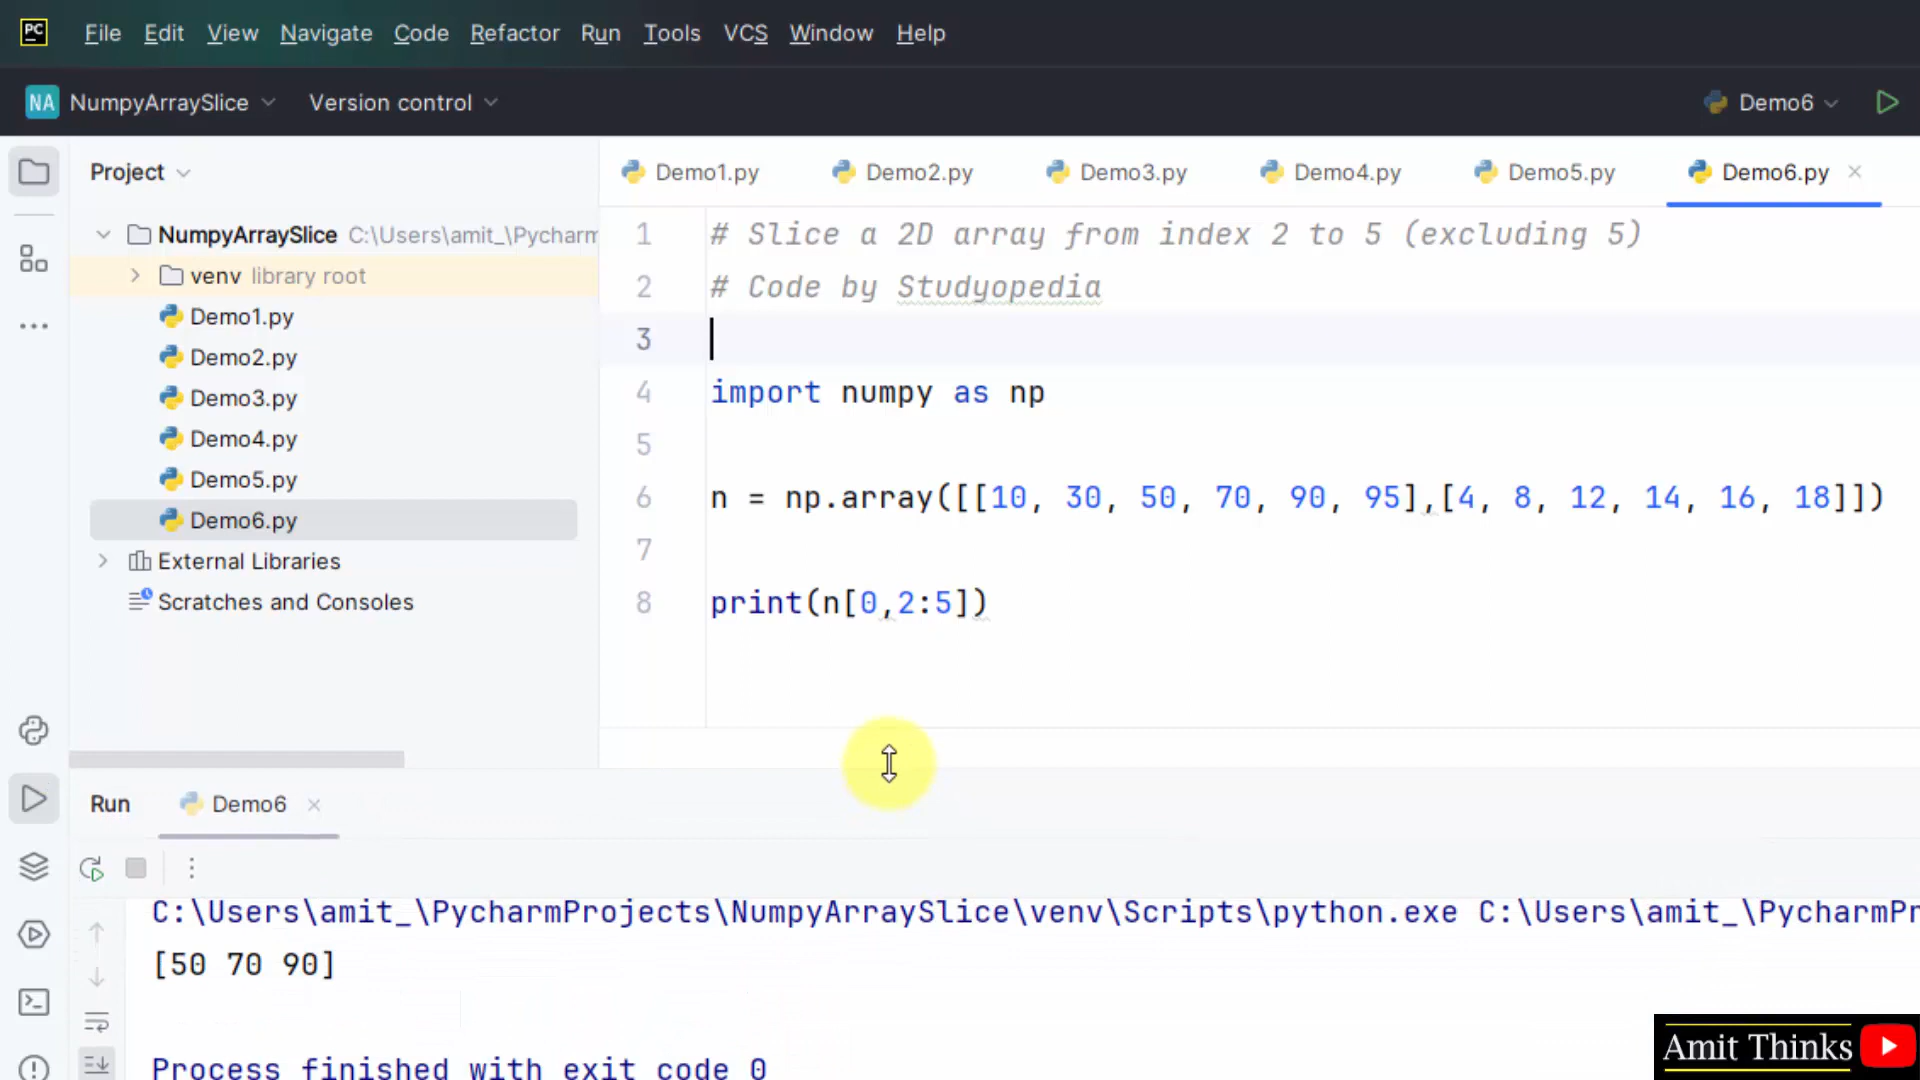 PC File Edit View Navigate Code Refactor Run Tools VCS Window Help
NA NumpyArraySlice Version control Demo6
Project
NumpyArraySlice C:\Users\amit_\Pycharm
venv library root
Demo1.py
Demo2.py
Demo3.py
Demo4.py
Demo5.py
Demo6.py
External Libraries
Scratches and Consoles
Demo1.py Demo2.py Demo3.py Demo4.py Demo5.py Demo6.py
1 # Slice a 2D array from index 2 to 5 (excluding 5)
2 # Code by Studyopedia
3
4 import numpy as np
5
6 n = np.array([[10, 30, 50, 70, 90, 95],[4, 8, 12, 14, 16, 18]])
7
8 print(n[0,2:5])
Run Demo6
C:\Users\amit_\PycharmProjects\NumpyArraySlice\venv\Scripts\python.exe C:\Users\amit_\PycharmPr
[50 70 90]
Process finished with exit code 0
Amit Thinks